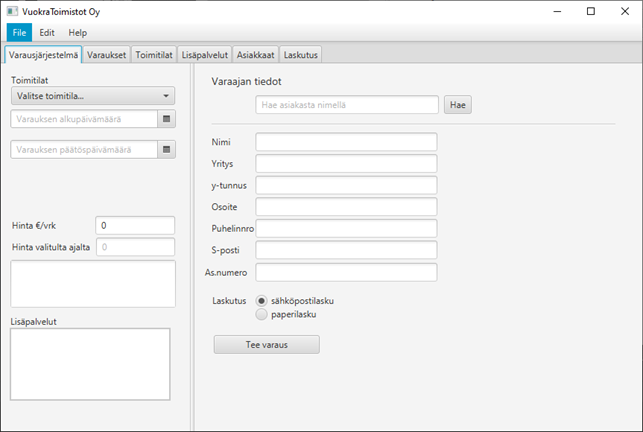 VuokraToimistot Oy
File Edit Help
Varausjärjestelmä Varaukset Toimitilat Lisäpalvelut Asiakkaat Laskutus
Toimitilat
Valitse toimitila...
Varauksen alkupäivämäärä
Varauksen päätöspäivämäärä
Hinta €/vrk 0
Hinta valitulta ajalta 0
Lisäpalvelut
Varaajan tiedot
Hae asiakasta nimellä Hae
Nimi
Yritys
y-tunnus
Osoite
Puhelinnro
S-posti
As.numero
Laskutus sähköpostilasku
paperilasku
Tee varaus